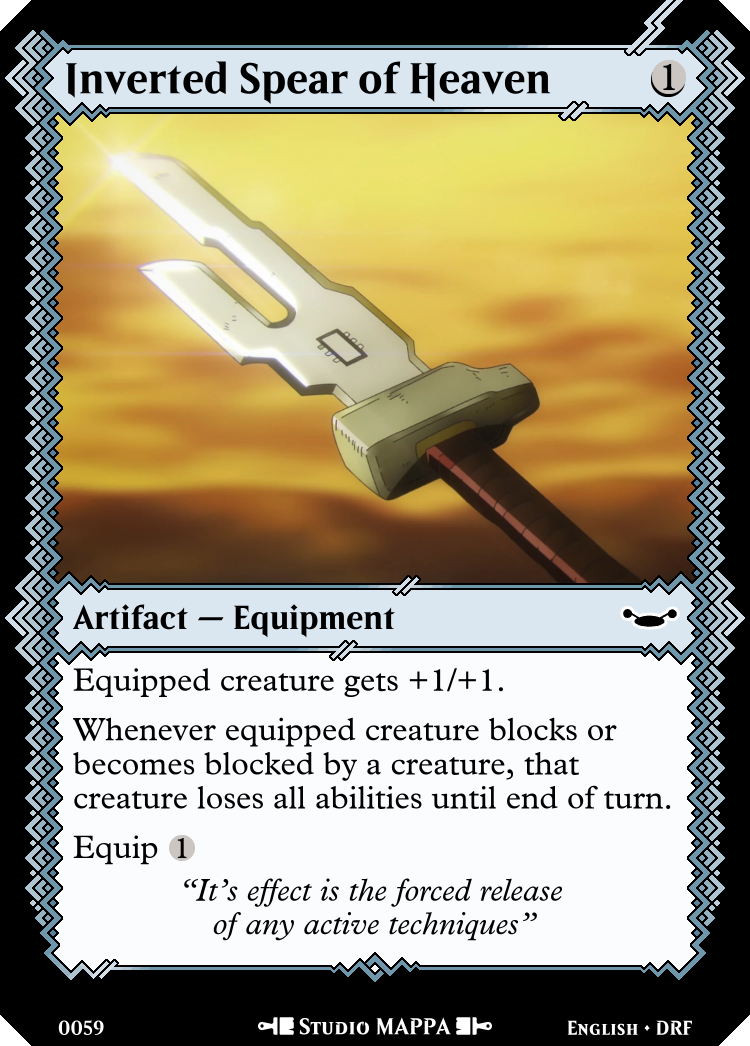 Inverted Spear of Heaven 1
Artifact — Equipment
Equipped creature gets +1/+1.
Whenever equipped creature blocks or
becomes blocked by a creature, that
creature loses all abilities until end of turn.
Equip 1
“It’s effect is the forced release
of any active techniques”
0059 Studio MAPPA English • DRF